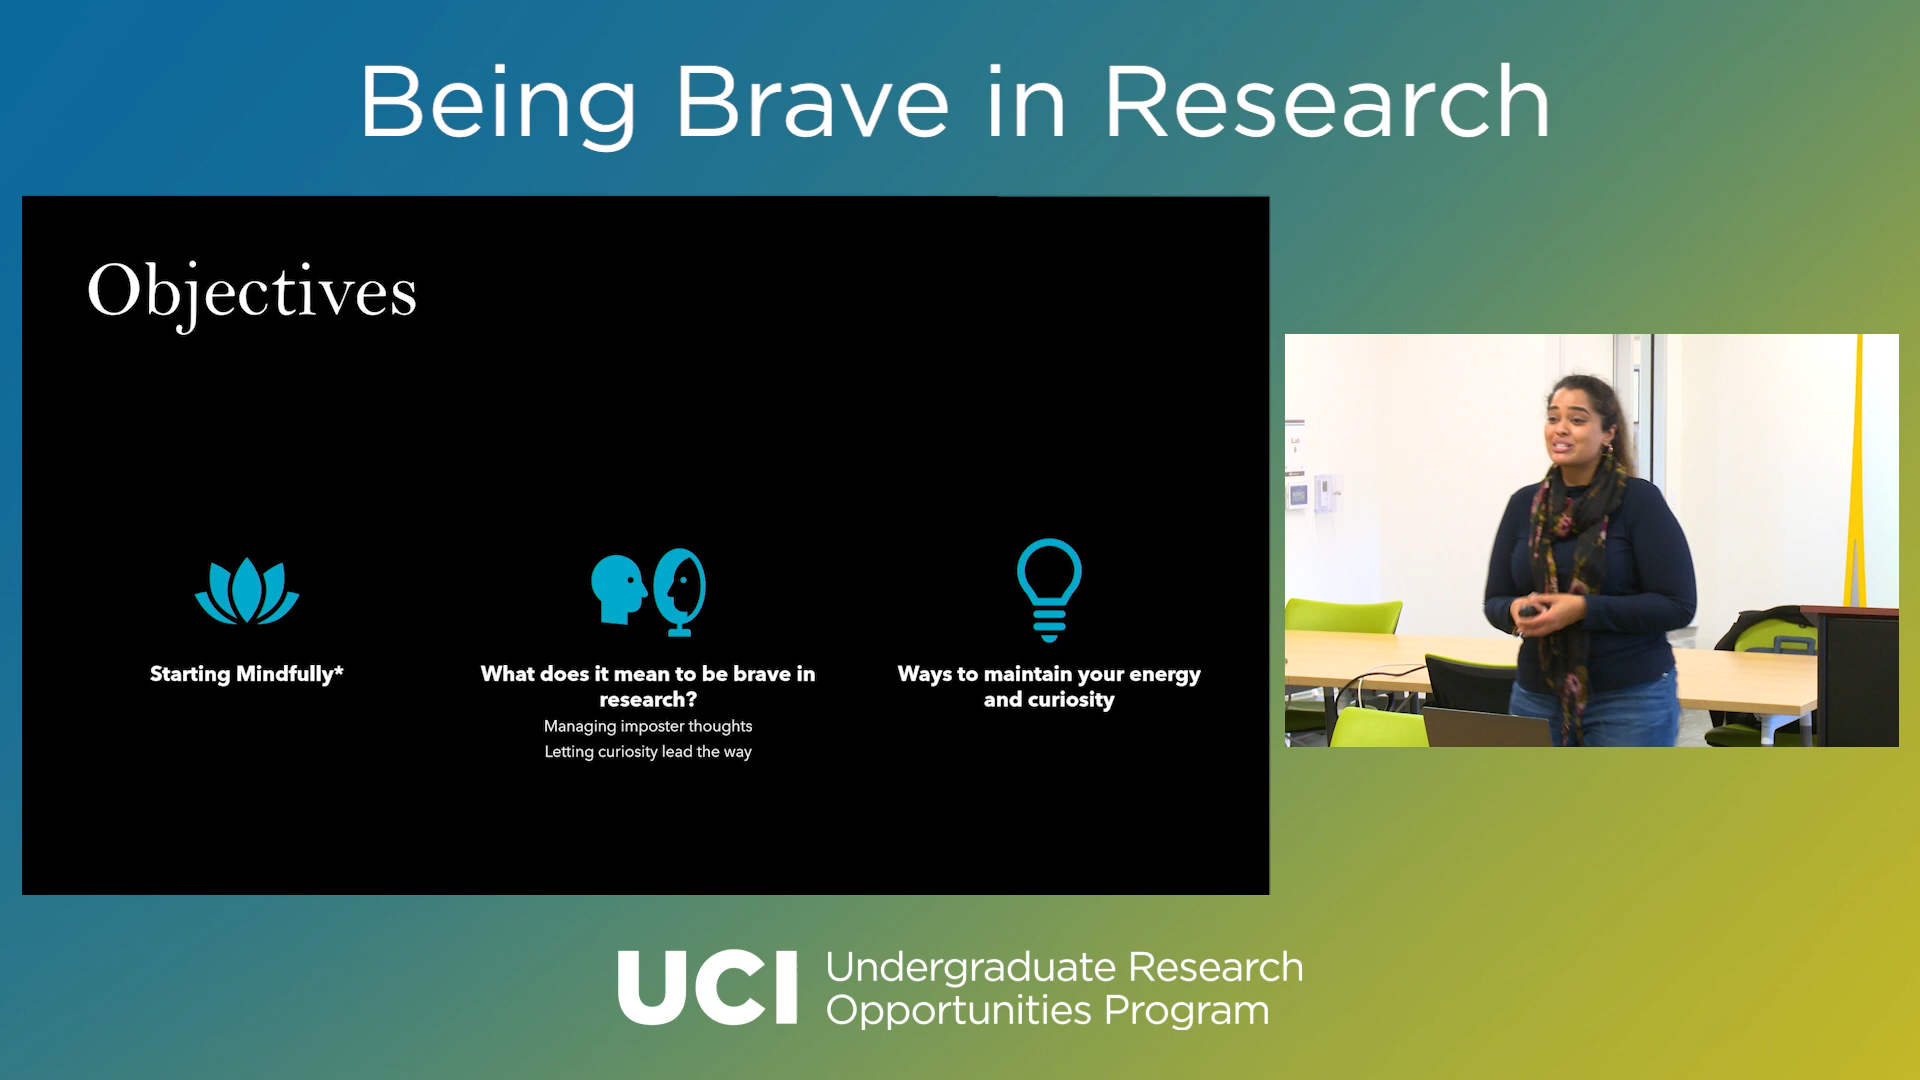 Being Brave in Research
Objectives
Starting Mindfully*
What does it mean to be brave in
research?
Managing imposter thoughts
Letting curiosity lead the way
Ways to maintain your energy
and curiosity
UCI
Undergraduate Research
Opportunities Program